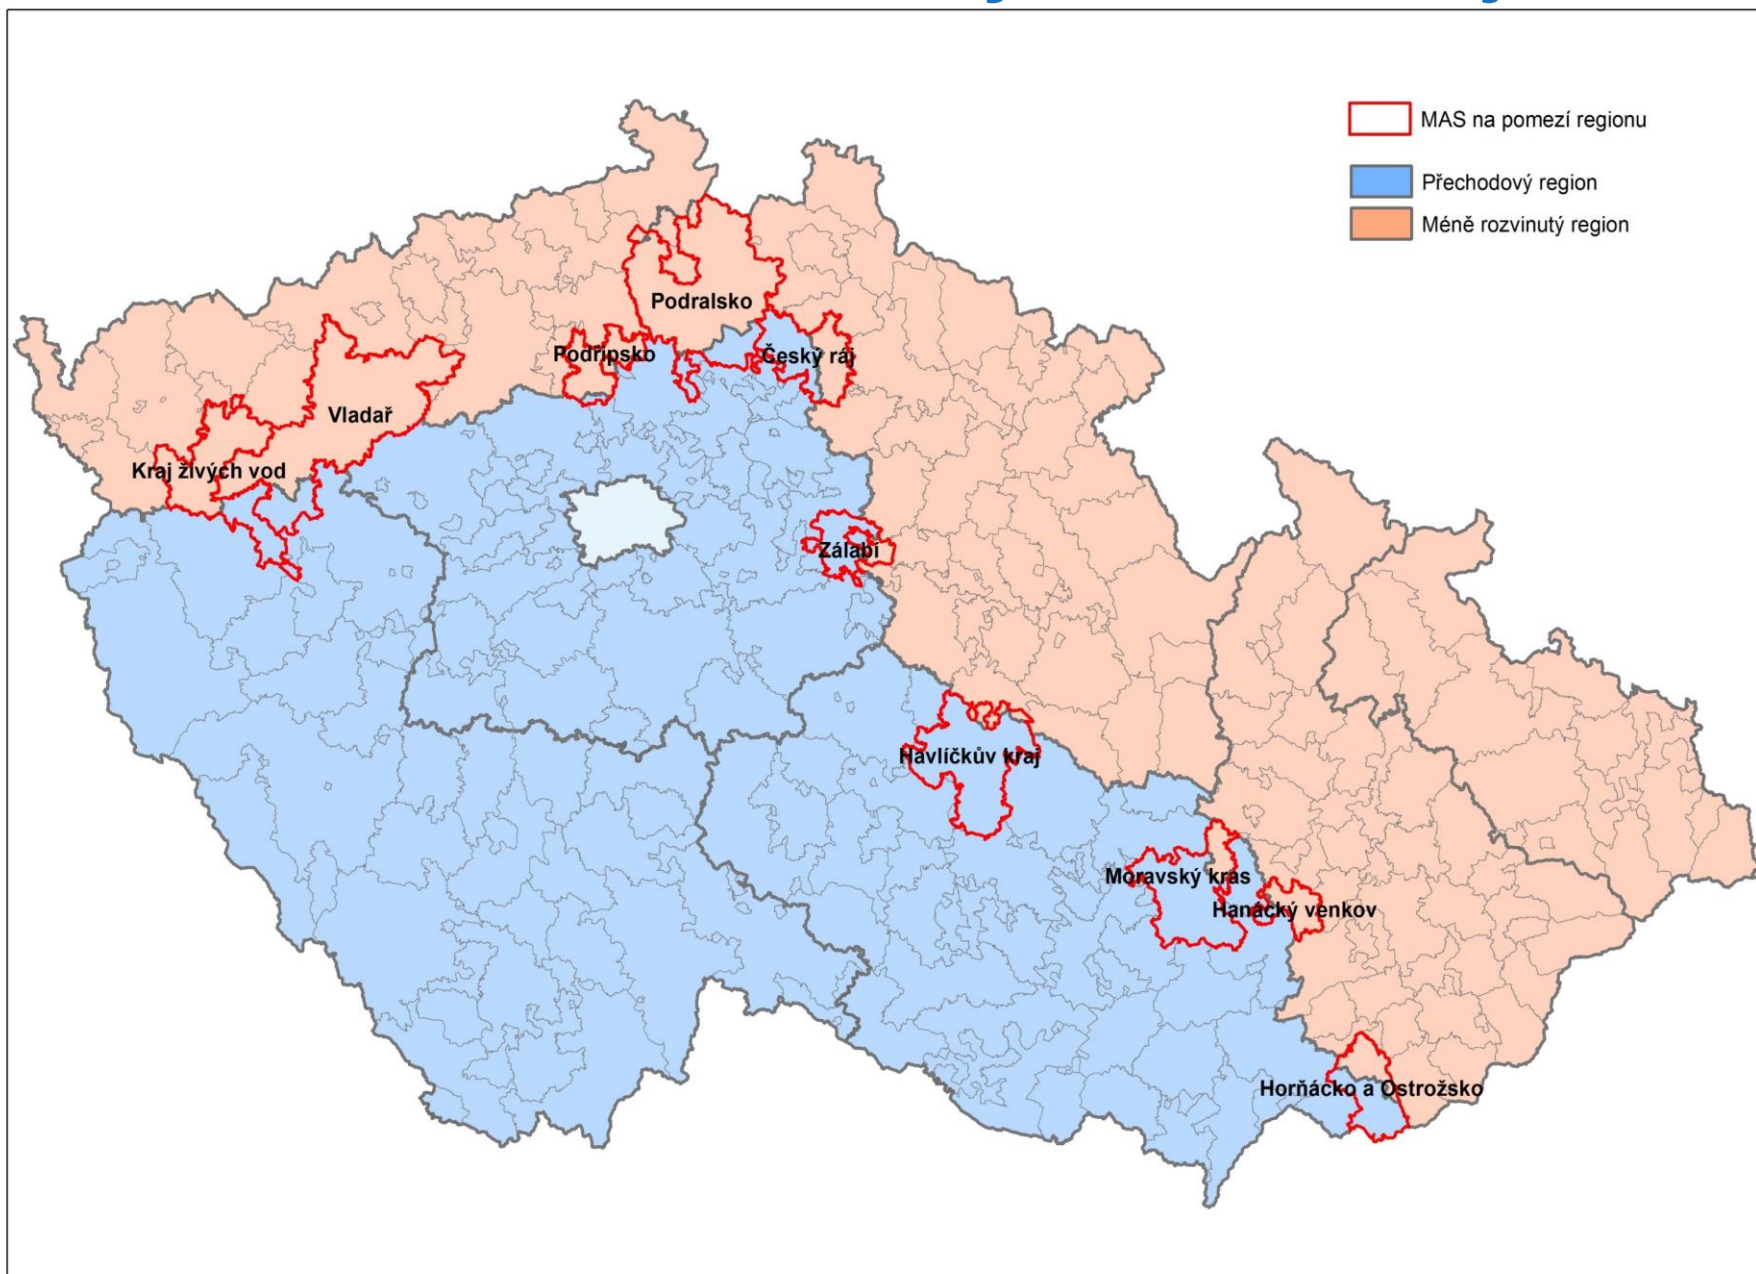 MAS na pomezí regionu
Přechodový region
Méně rozvinutý region
Podralsko
Podřipsko
Český ráj
Vladař
Kraj živých vod
Zálabí
Havlíčkův kraj
Moravský kras
Hanácký venkov
Horňácko a Ostrožsko